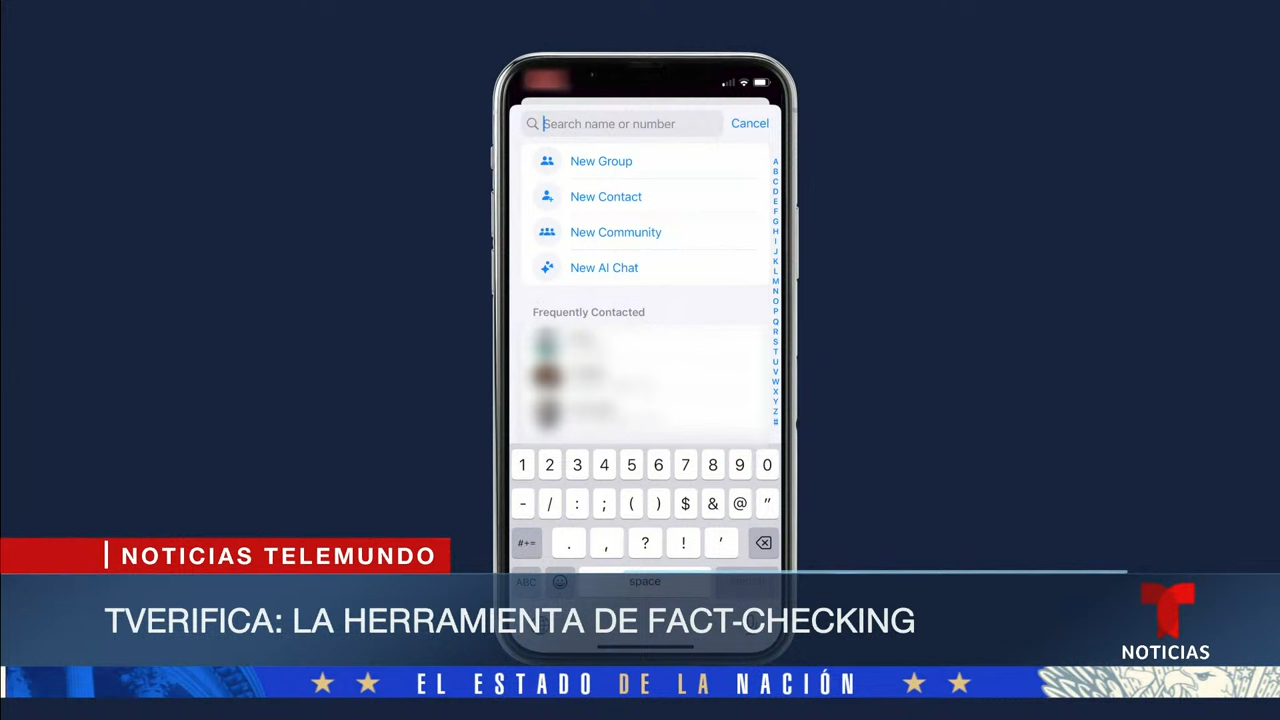 Search name or number
Cancel
New Group
New Contact
New Community
New AI Chat
Frequently Contacted
A
B
C
D
E
F
G
H
I
J
K
L
M
N
O
P
Q
R
S
T
U
V
W
X
Y
Z
#
1 2 3 4 5 6 7 8 9 0
- / : ; ( ) $ & @ ”
#+= . , ? ! ’
ABC space
NOTICIAS TELEMUNDO
TVERIFICA: LA HERRAMIENTA DE FACT-CHECKING
NOTICIAS
EL ESTADO DE LA NACIÓN